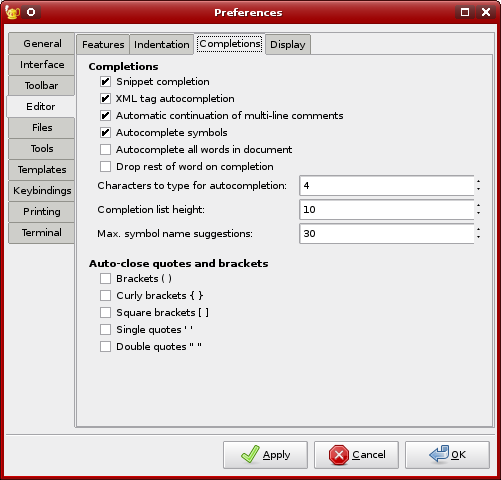 Preferences
General
Interface
Toolbar
Editor
Files
Tools
Templates
Keybindings
Printing
Terminal
Features Indentation Completions Display
Completions
Snippet completion
XML tag autocompletion
Automatic continuation of multi-line comments
Autocomplete symbols
Autocomplete all words in document
Drop rest of word on completion
Characters to type for autocompletion: 4
Completion list height: 10
Max. symbol name suggestions: 30
Auto-close quotes and brackets
Brackets ( )
Curly brackets { }
Square brackets [ ]
Single quotes ' '
Double quotes " "
Apply Cancel OK